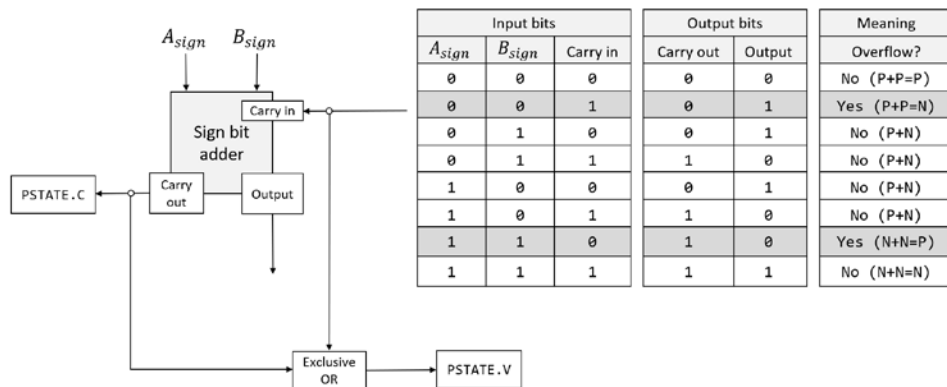 A_sign B_sign
Carry in
Sign bit
adder
PSTATE.C
Carry
out
Output
Exclusive
OR
PSTATE.V
Input bits Output bits Meaning
A_sign B_sign Carry in Carry out Output Overflow?
0 0 0 0 0 No (P+P=P)
0 0 1 0 1 Yes (P+P=N)
0 1 0 0 1 No (P+N)
0 1 1 1 0 No (P+N)
1 0 0 0 1 No (P+N)
1 0 1 1 0 No (P+N)
1 1 0 1 0 Yes (N+N=P)
1 1 1 1 1 No (N+N=N)